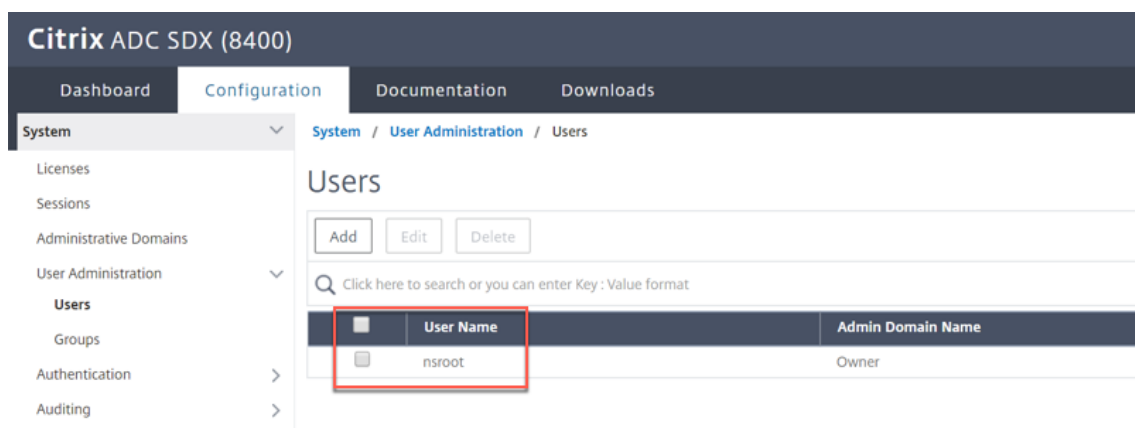 Citrix ADC SDX (8400)
Dashboard Configuration Documentation Downloads
System
System / User Administration / Users
Licenses
Users
Sessions
Administrative Domains
Add Edit Delete
User Administration
Click here to search or you can enter Key : Value format
Users
User Name Admin Domain Name
Groups
nsroot Owner
Authentication
Auditing